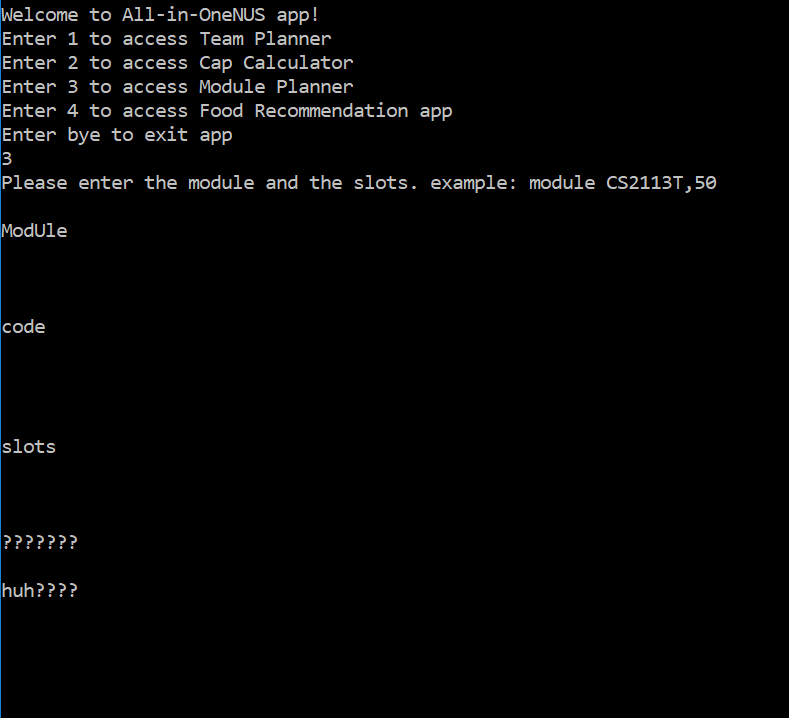 Welcome to All-in-OneNUS app!
Enter 1 to access Team Planner
Enter 2 to access Cap Calculator
Enter 3 to access Module Planner
Enter 4 to access Food Recommendation app
Enter bye to exit app
3
Please enter the module and the slots. example: module CS2113T,50
ModUle
code
slots
???????
huh????